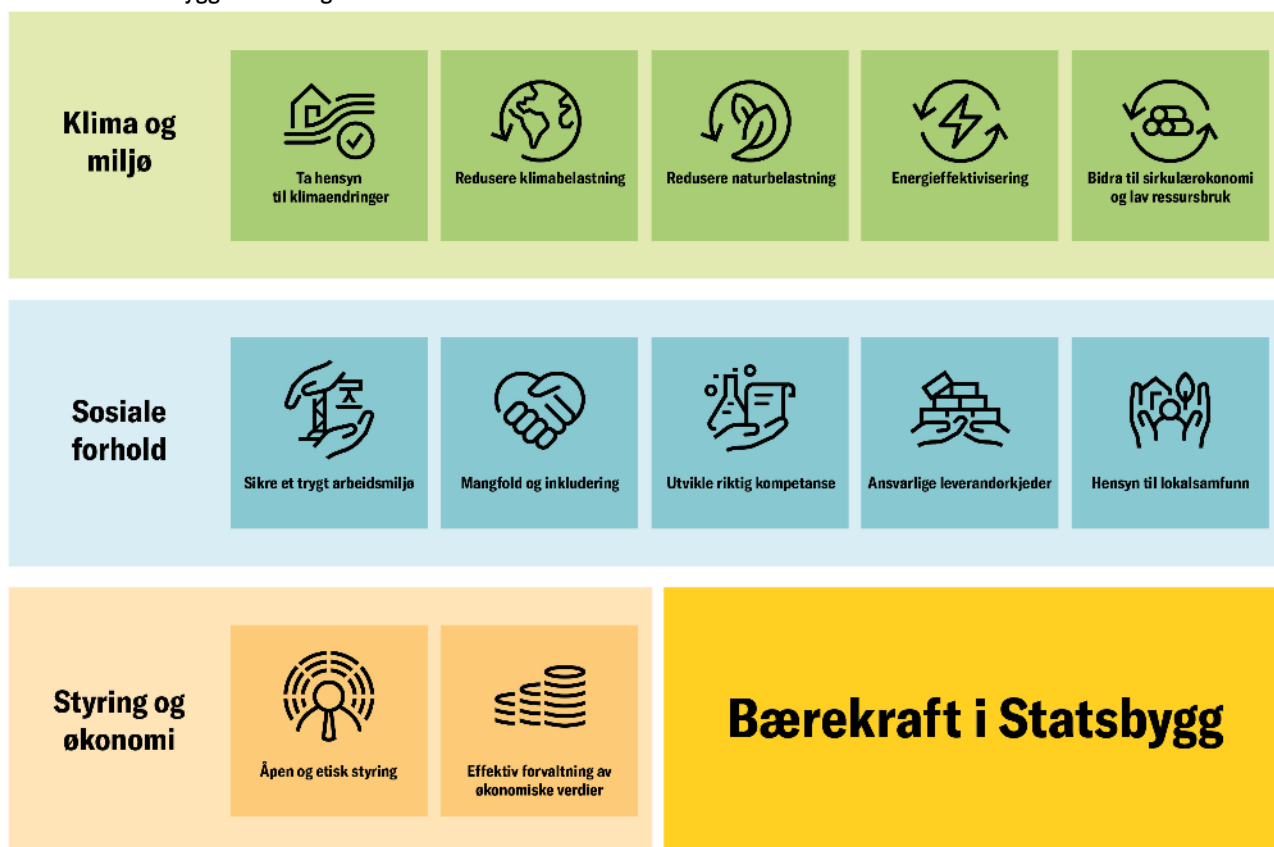 Klima og
miljø
Ta hensyn
til klimaendringer
Redusere klimabelastning
Redusere naturbelastning
Energieffektivisering
Bidra til sirkulærøkonomi
og lav ressursbruk
Sosiale
forhold
Sikre et trygt arbeidsmiljø
Mangfold og inkludering
Utvikle riktig kompetanse
Ansvarlige leverandørkjeder
Hensyn til lokalsamfunn
Styring og
økonomi
Åpen og etisk styring
Effektiv forvaltning av
økonomiske verdier
Bærekraft i Statsbygg